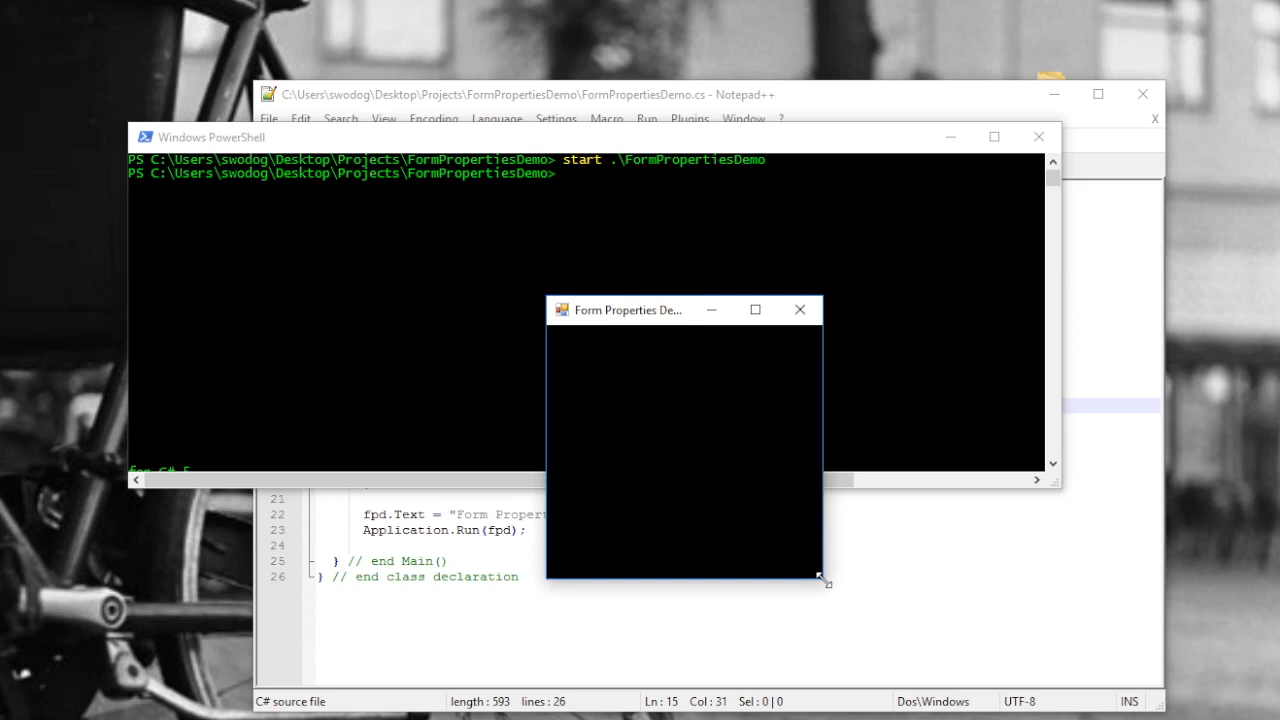 C:\Users\swodog\Desktop\Projects\FormPropertiesDemo\FormPropertiesDemo.cs - Notepad++
File Edit Search View Encoding Language Settings Macro Run Plugins Window ?
X
Windows PowerShell
PS C:\Users\swodog\Desktop\Projects\FormPropertiesDemo> start .\FormPropertiesDemo
PS C:\Users\swodog\Desktop\Projects\FormPropertiesDemo>
Form Properties De...
for C# 5
21
22 fpd.Text = "Form Propert
23 Application.Run(fpd);
24
25 } // end Main()
26 } // end class declaration
C# source file length : 593 lines : 26 Ln : 15 Col : 31 Sel : 0 | 0 Dos\Windows UTF-8 INS